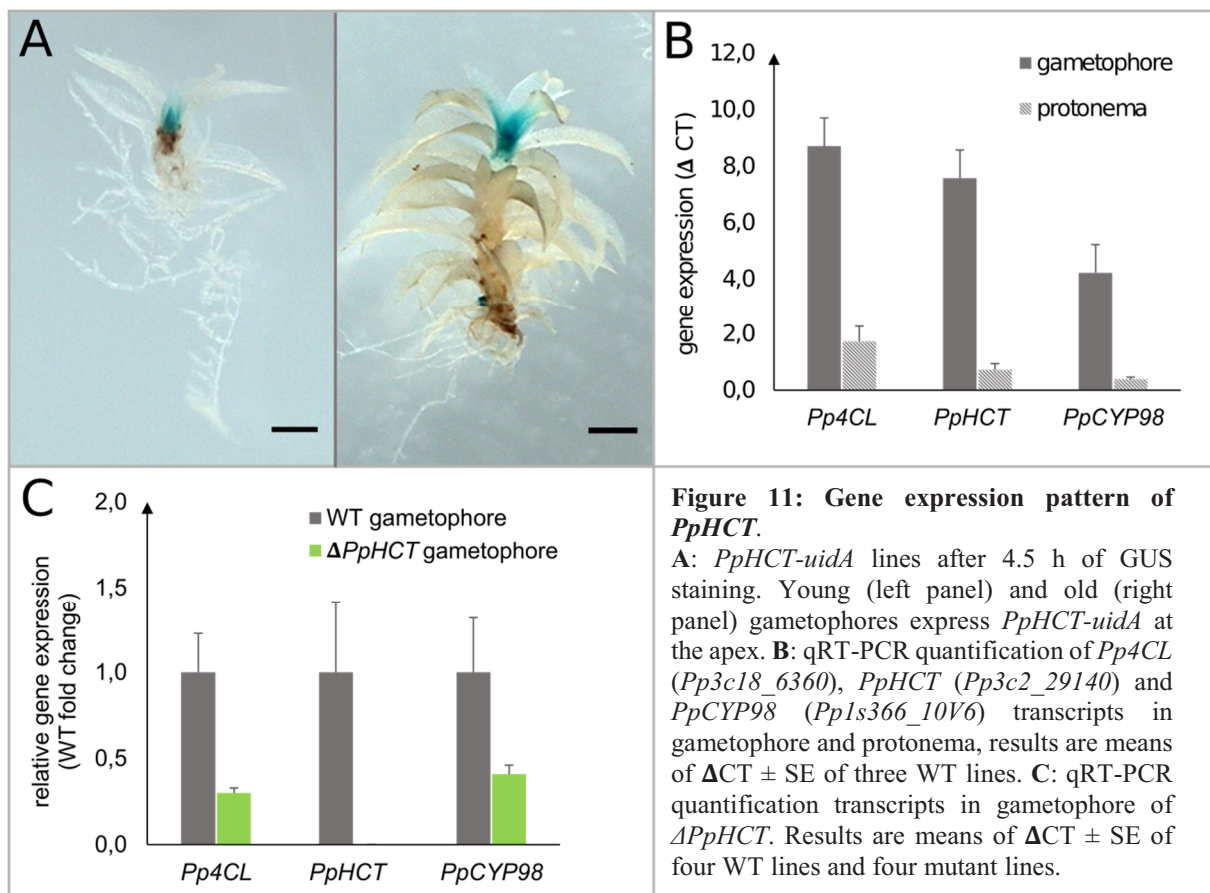 A
B
12,0
10,0
8,0
6,0
4,0
2,0
0,0
gene expression (Δ CT)
gametophore
protonema
Pp4CL
PpHCT
PpCYP98
C
2,0
1,5
1,0
0,5
0,0
relative gene expression
(WT fold change)
WT gametophore
ΔPpHCT gametophore
Pp4CL
PpHCT
PpCYP98
Figure 11: Gene expression pattern of
PpHCT.
A: PpHCT-uidA lines after 4.5 h of GUS
staining. Young (left panel) and old (right
panel) gametophores express PpHCT-uidA at
the apex. B: qRT-PCR quantification of Pp4CL
(Pp3c18_6360), PpHCT (Pp3c2_29140) and
PpCYP98 (Pp1s366_10V6) transcripts in
gametophore and protonema, results are means
of ΔCT ± SE of three WT lines. C: qRT-PCR
quantification transcripts in gametophore of
ΔPpHCT. Results are means of ΔCT ± SE of
four WT lines and four mutant lines.